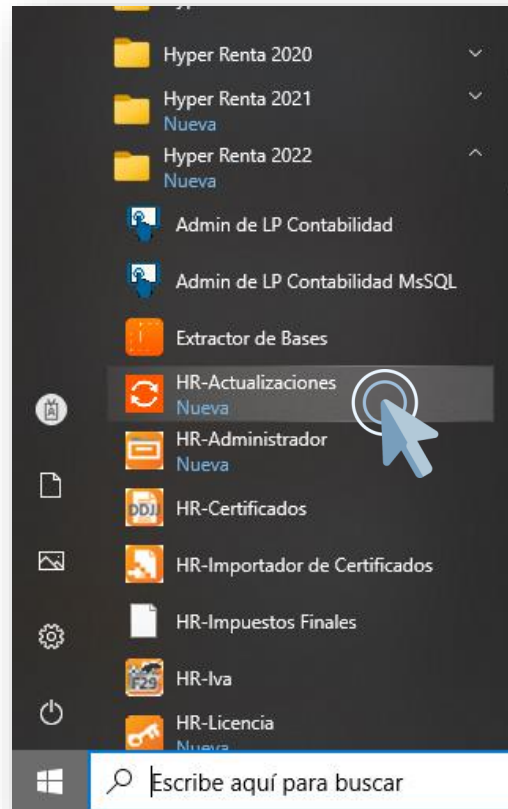 Hyper Renta 2020
Hyper Renta 2021
Nueva
Hyper Renta 2022
Nueva
Admin de LP Contabilidad
Admin de LP Contabilidad MsSQL
Extractor de Bases
HR-Actualizaciones
Nueva
HR-Administrador
Nueva
DDJJ
HR-Certificados
HR-Importador de Certificados
HR-Impuestos Finales
F29
HR-Iva
HR-Licencia
Nueva
Escribe aquí para buscar